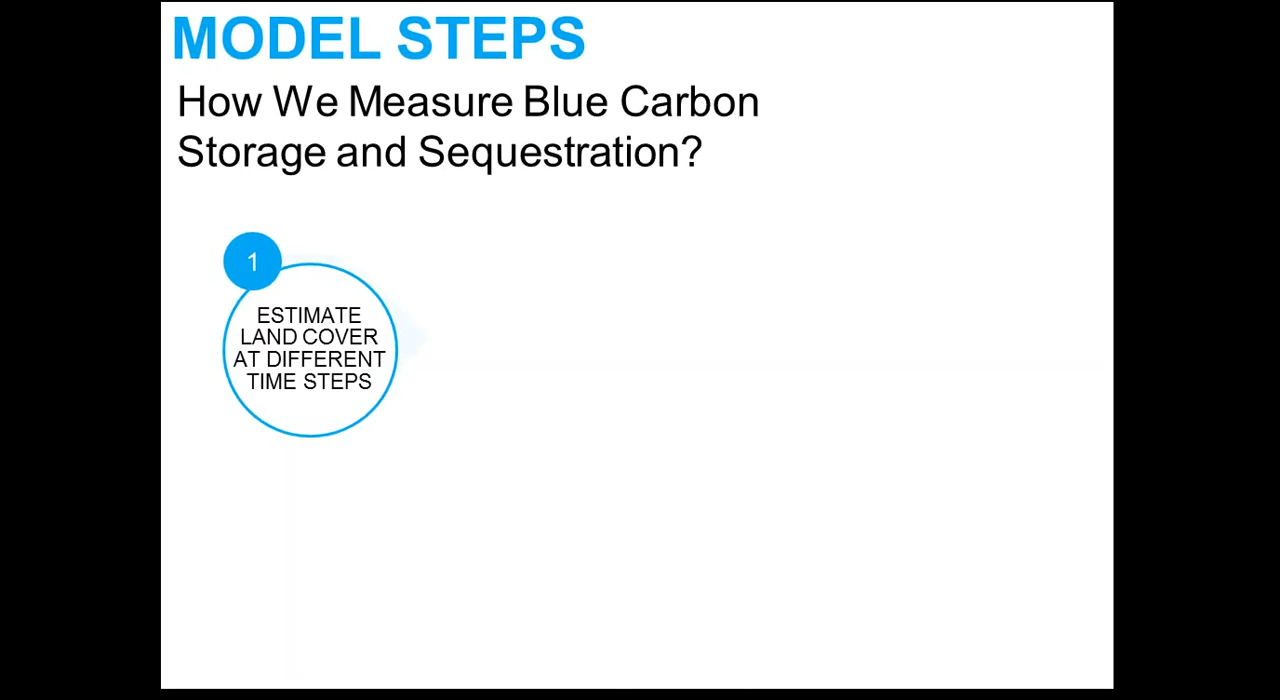 MODEL STEPS
How We Measure Blue Carbon
Storage and Sequestration?
1
ESTIMATE
LAND COVER
AT DIFFERENT
TIME STEPS